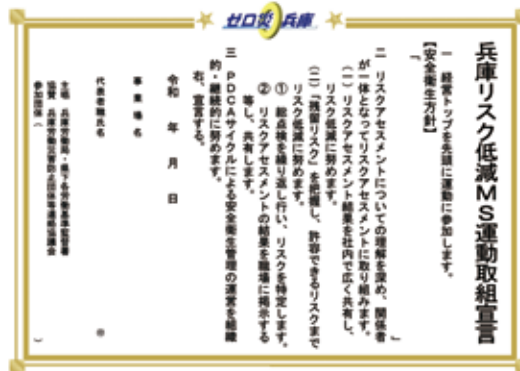 ゼロ災兵庫
兵庫リスク低減MS運動取組宣言
一　経営トップを先頭に運動に参加します。
【安全衛生方針】
「
」
二　リスクアセスメントについての理解を深め、関係者
が一体となってリスクアセスメントに取り組みます。
（一）リスクアセスメント結果を社内で広く共有し、
リスク低減に努めます。
（二）「残留リスク」を把握し、許容できるリスクまで
リスク低減に努めます。
① 総点検を繰り返し行い、リスクを特定します。
② リスクアセスメントの結果を職場に掲示する
等し、共有します。
三　PDCAサイクルによる安全衛生管理の運営を組織
的・継続的に努めます。
右、宣言する。
令和　年　月　日
事業場名
代表者職氏名　㊞
主唱　兵庫労働局・県下各労働基準監督署
協賛　兵庫労働災害防止団体等連絡協議会
参加団体（　）